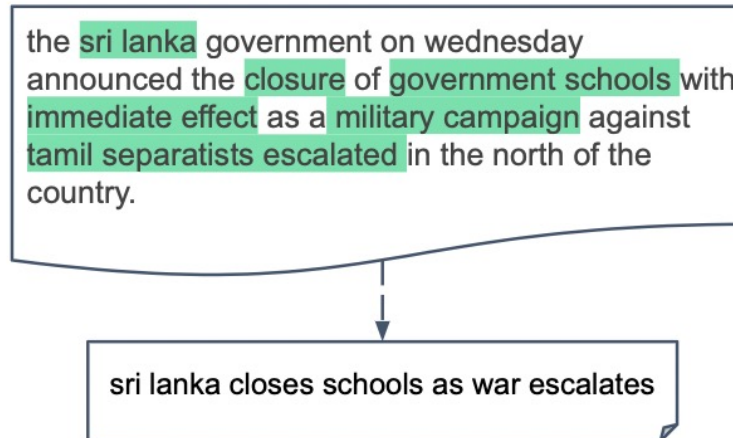 the sri lanka government on wednesday
announced the closure of government schools with
immediate effect as a military campaign against
tamil separatists escalated in the north of the
country.
sri lanka closes schools as war escalates